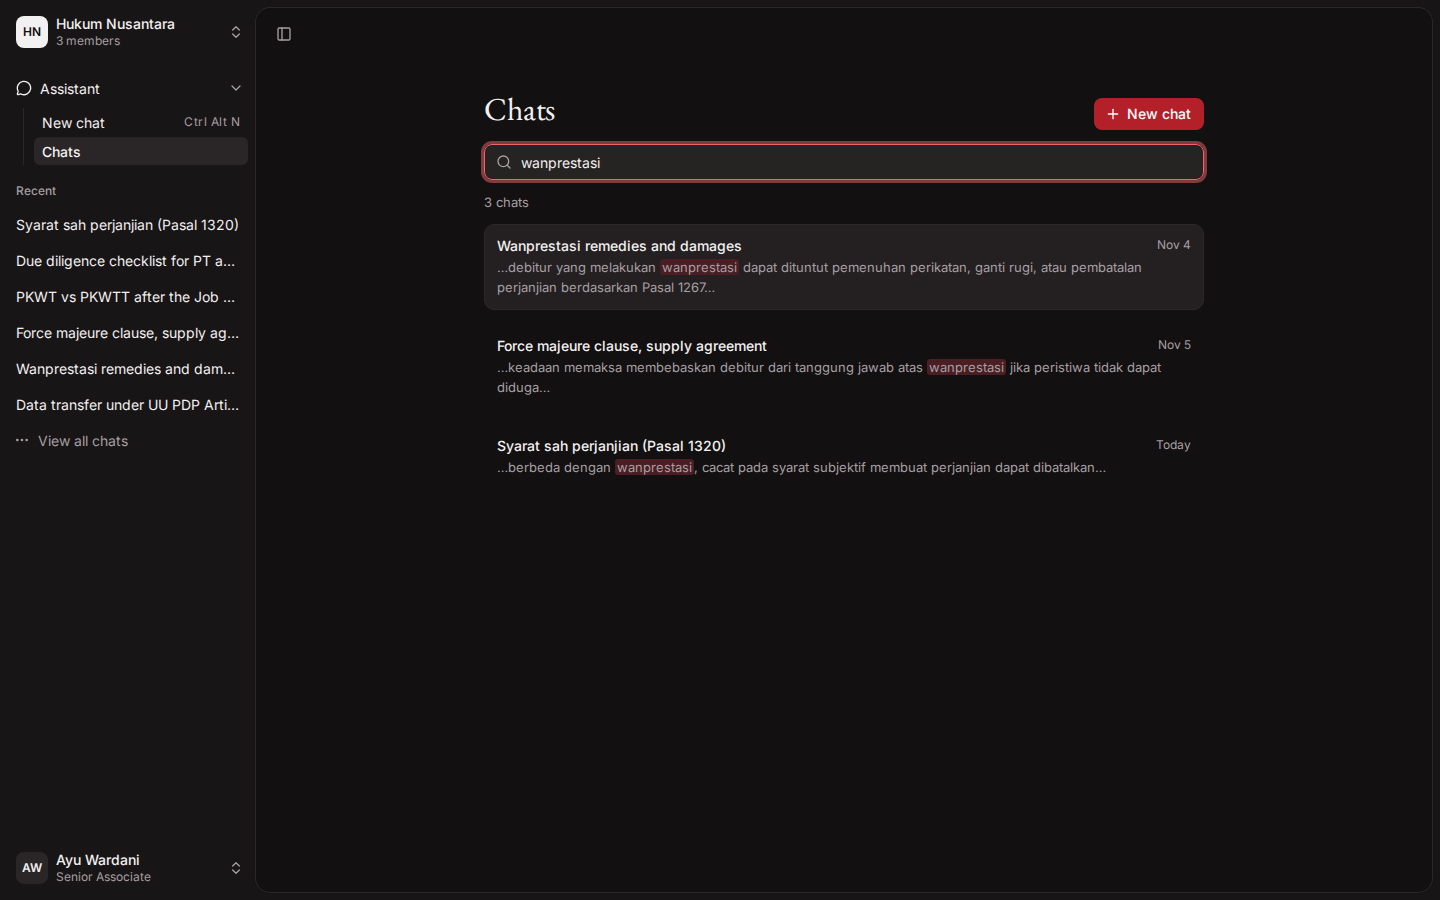 HN
Hukum Nusantara
3 members
Assistant
New chat
Ctrl Alt N
Chats
Recent
Syarat sah perjanjian (Pasal 1320)
Due diligence checklist for PT a...
PKWT vs PKWTT after the Job ...
Force majeure clause, supply ag...
Wanprestasi remedies and dam...
Data transfer under UU PDP Arti...
View all chats
AW
Ayu Wardani
Senior Associate
Chats
New chat
wanprestasi
3 chats
Wanprestasi remedies and damages
Nov 4
...debitur yang melakukan wanprestasi dapat dituntut pemenuhan perikatan, ganti rugi, atau pembatalan
perjanjian berdasarkan Pasal 1267...
Force majeure clause, supply agreement
Nov 5
...keadaan memaksa membebaskan debitur dari tanggung jawab atas wanprestasi jika peristiwa tidak dapat
diduga...
Syarat sah perjanjian (Pasal 1320)
Today
...berbeda dengan wanprestasi, cacat pada syarat subjektif membuat perjanjian dapat dibatalkan...